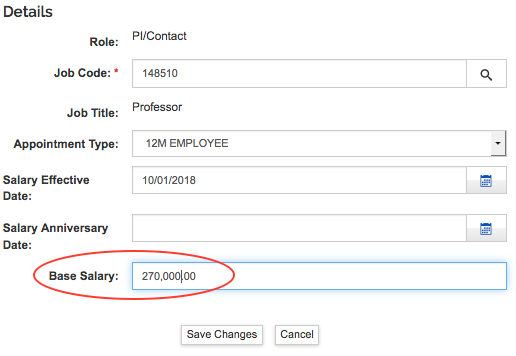 Details
Role: PI/Contact
Job Code: * 148510
Job Title: Professor
Appointment Type: 12M EMPLOYEE
Salary Effective Date: 10/01/2018
Salary Anniversary Date:
Base Salary: 270,000.00
Save Changes Cancel